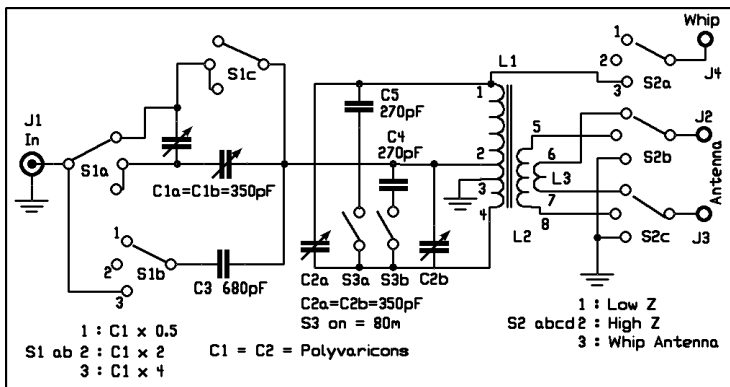 Whip
J4
L1
1
2
3
S2a
S1c
J1
In
S1a
C1a=C1b=350pF
C5
270pF
C4
270pF
1
2
3
4
5
6
L3
7
8
L2
S2b
S2c
J2
Antenna
J3
1
2
3
S1b
C3 680pF
C2a
S3a
S3b
C2b
C2a=C2b=350pF
S3 on = 80m
1 : C1 x 0.5
S1 ab 2 : C1 x 2
3 : C1 x 4
C1 = C2 = Polyvaricons
1 : Low Z
S2 abcd 2 : High Z
3 : Whip Antenna